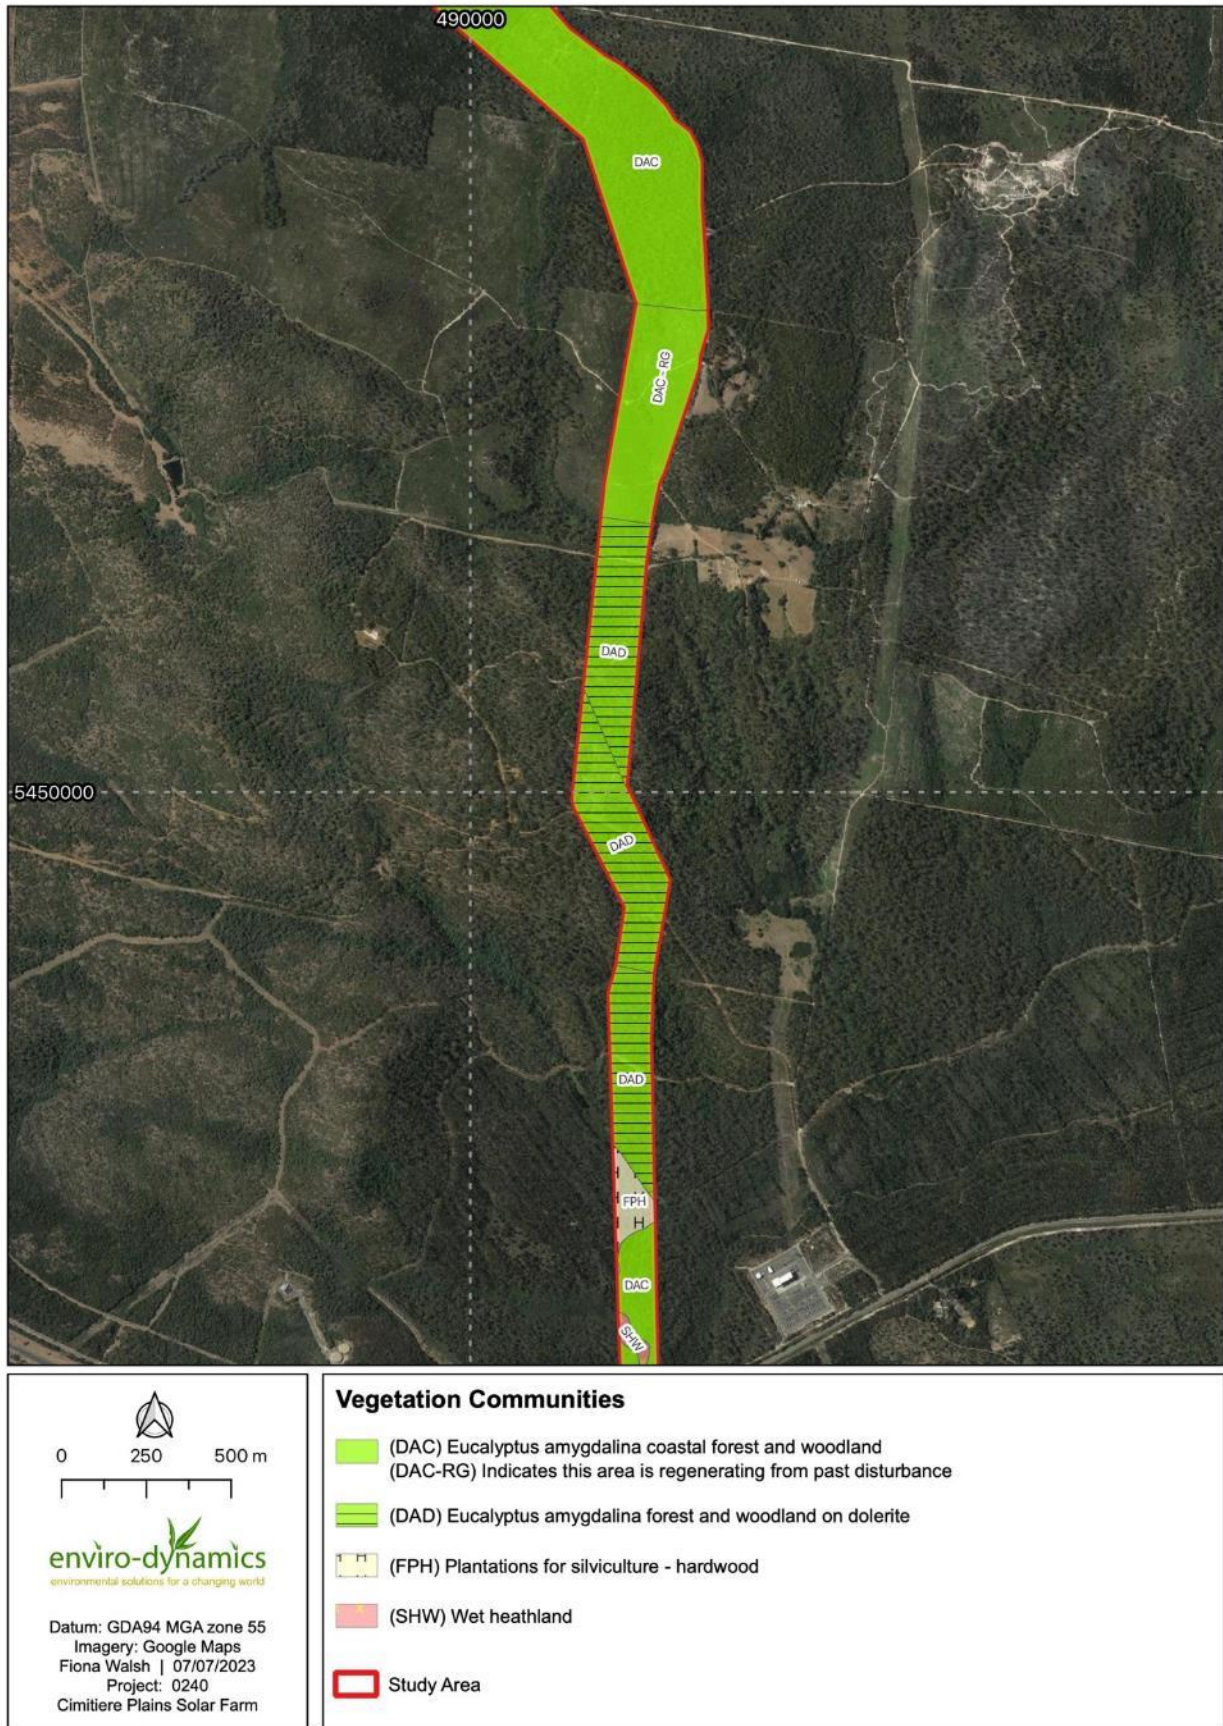 490000
DAC
DAC - RG
DAD
5450000
DAD
DAD
FPH
DAC
SHW
0 250 500 m
enviro-dynamics
environmental solutions for a changing world
Datum: GDA94 MGA zone 55
Imagery: Google Maps
Fiona Walsh | 07/07/2023
Project: 0240
Cimitiere Plains Solar Farm
Vegetation Communities
(DAC) Eucalyptus amygdalina coastal forest and woodland
(DAC-RG) Indicates this area is regenerating from past disturbance
(DAD) Eucalyptus amygdalina forest and woodland on dolerite
(FPH) Plantations for silviculture - hardwood
(SHW) Wet heathland
Study Area